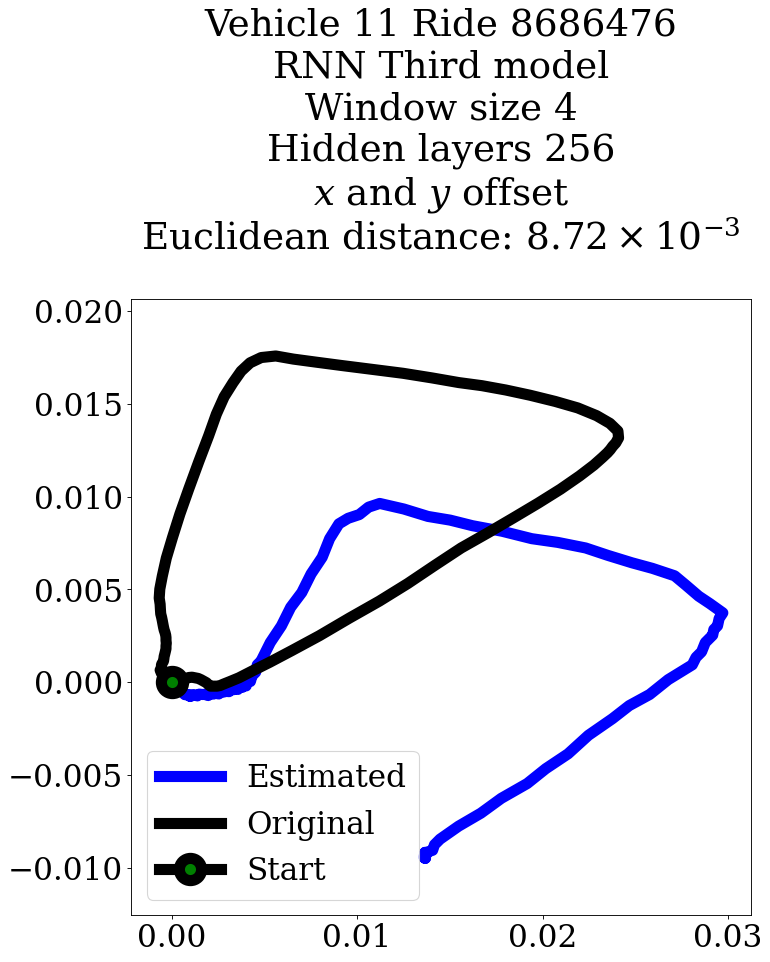 Vehicle 11 Ride 8686476
RNN Third model
Window size 4
Hidden layers 256
x and y offset
Euclidean distance: 8.72 × 10⁻³
0.020
0.015
0.010
0.005
0.000
−0.005
−0.010
Estimated
Original
Start
0.00 0.01 0.02 0.03